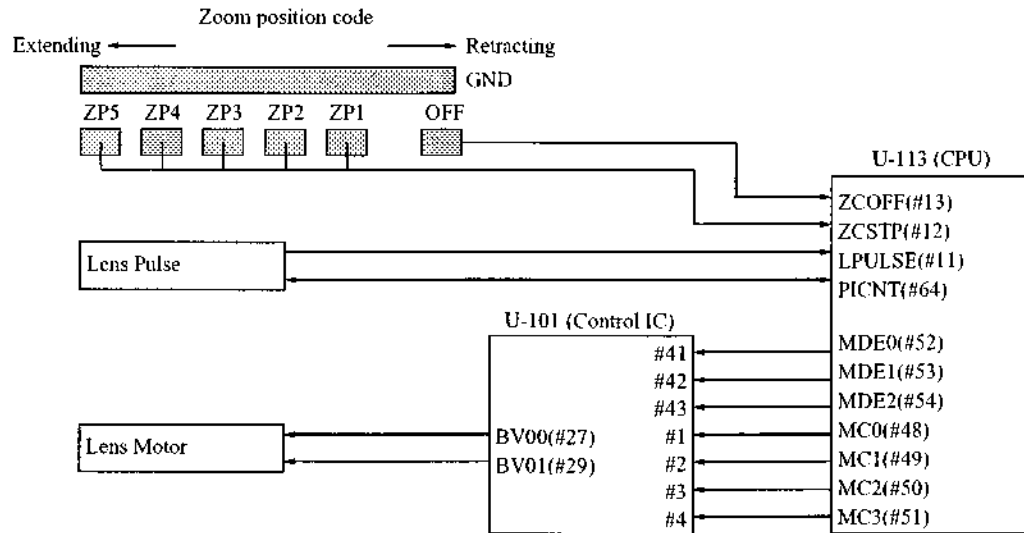 Zoom position code
Extending
Retracting
GND
ZP5 ZP4 ZP3 ZP2 ZP1 OFF
U-113 (CPU)
ZCOFF(#13)
ZCSTP(#12)
Lens Pulse
LPULSE(#11)
PICNT(#64)
U-101 (Control IC)
#41
MDE0(#52)
#42
MDE1(#53)
#43
MDE2(#54)
Lens Motor
BV00(#27)
#1
MC0(#48)
BV01(#29)
#2
MC1(#49)
#3
MC2(#50)
#4
MC3(#51)